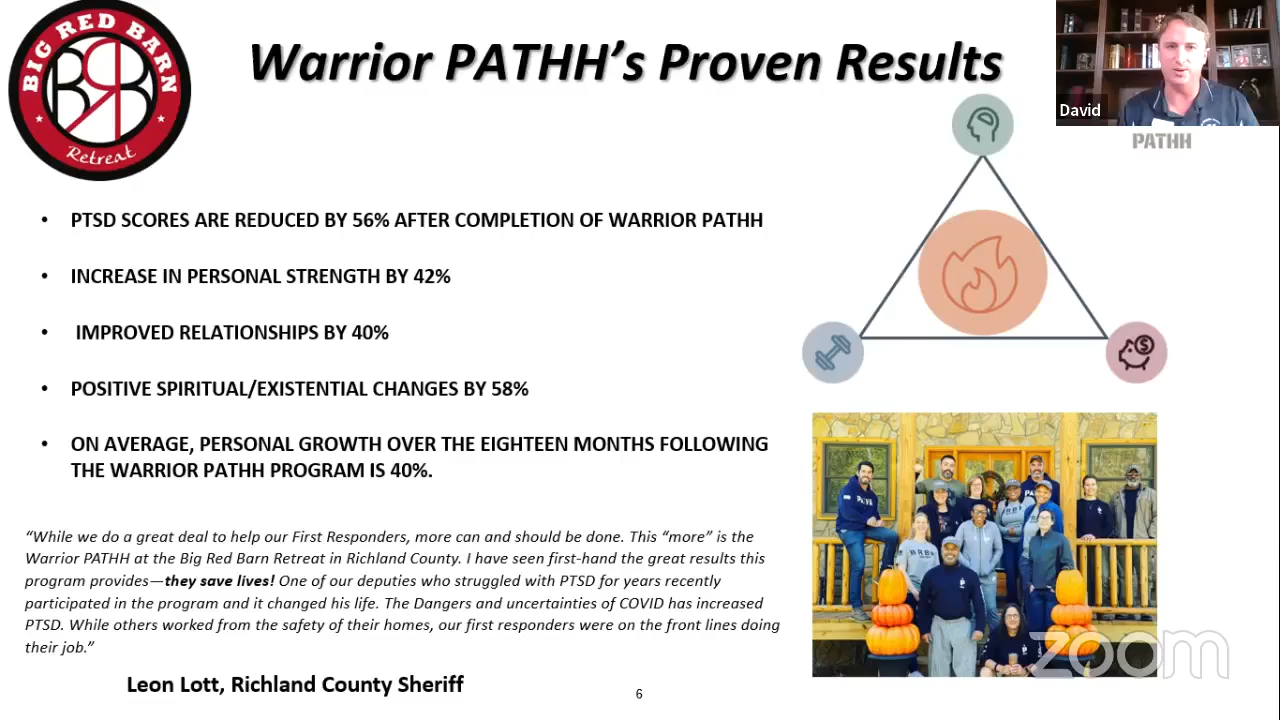 BIG RED BARN
BRB
Retreat
Warrior PATHH’s Proven Results
David
PATHH
• PTSD SCORES ARE REDUCED BY 56% AFTER COMPLETION OF WARRIOR PATHH
• INCREASE IN PERSONAL STRENGTH BY 42%
• IMPROVED RELATIONSHIPS BY 40%
• POSITIVE SPIRITUAL/EXISTENTIAL CHANGES BY 58%
• ON AVERAGE, PERSONAL GROWTH OVER THE EIGHTEEN MONTHS FOLLOWING
THE WARRIOR PATHH PROGRAM IS 40%.
“While we do a great deal to help our First Responders, more can and should be done. This “more” is the
Warrior PATHH at the Big Red Barn Retreat in Richland County. I have seen first-hand the great results this
program provides—they save lives! One of our deputies who struggled with PTSD for years recently
participated in the program and it changed his life. The Dangers and uncertainties of COVID has increased
PTSD. While others worked from the safety of their homes, our first responders were on the front lines doing
their job.”
Leon Lott, Richland County Sheriff
6
zoom